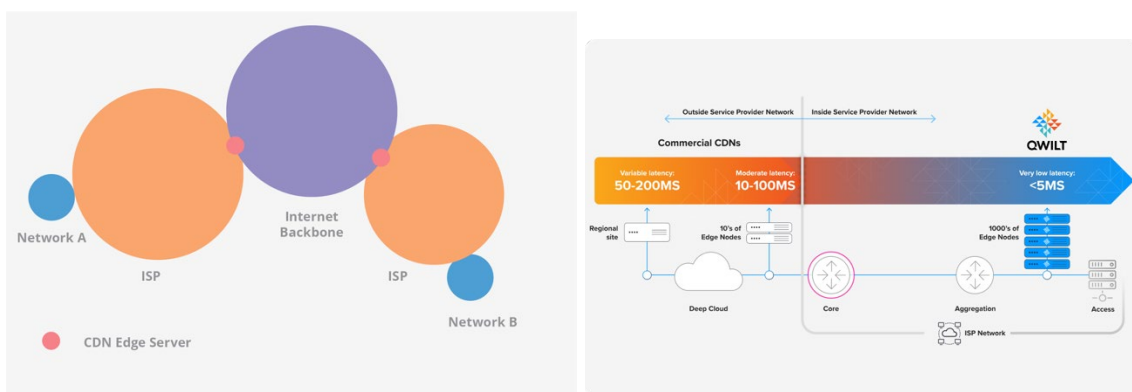 Network A
ISP
Internet
Backbone
ISP
Network B
CDN Edge Server
Outside Service Provider Network
Inside Service Provider Network
Commercial CDNs
QWILT
Variable latency:
50-200MS
Moderate latency:
10-100MS
Very low latency:
<5MS
Regional
site
10's of
Edge Nodes
1000's of
Edge Nodes
Deep Cloud
Core
Aggregation
Access
ISP Network